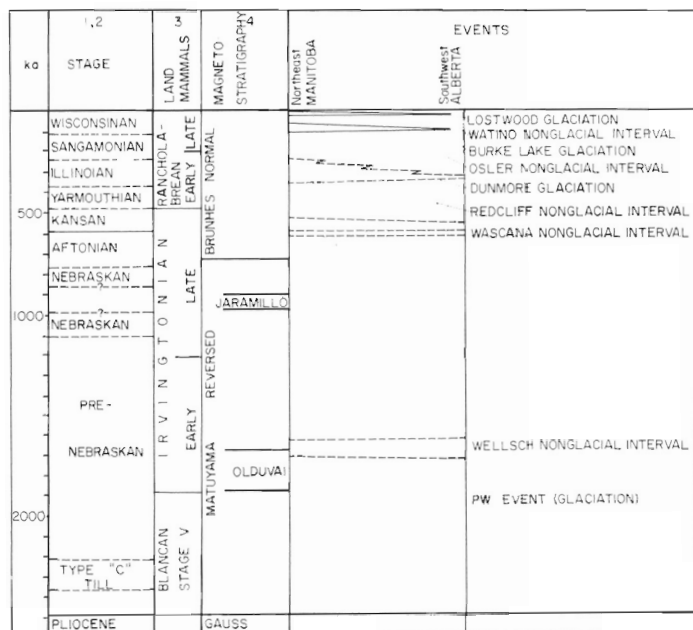 ka
1,2
STAGE
3
LAND MAMMALS
4
MAGNETO STRATIGRAPHY
EVENTS
Northeast MANITOBA
Southwest ALBERTA
WISCONSINAN
SANGAMONIAN
ILLINOIAN
YARMOUTHIAN
500
KANSAN
AFTONIAN
NEBRASKAN
?
?
1000
NEBRASKAN
PRE-
NEBRASKAN
2000
TYPE "C"
TILL
PLIOCENE
RANCHOLA-
BREAN
EARLY LATE
IRVINGTONIAN
LATE
EARLY
BLANCAN
STAGE V
BRUNHES NORMAL
JARAMILLO
MATUYAMA REVERSED
OLDUVAI
GAUSS
LOSTWOOD GLACIATION
WATINO NONGLACIAL INTERVAL
BURKE LAKE GLACIATION
OSLER NONGLACIAL INTERVAL
DUNMORE GLACIATION
REDCLIFF NONGLACIAL INTERVAL
WASCANA NONGLACIAL INTERVAL
WELLSCH NONGLACIAL INTERVAL
PW EVENT (GLACIATION)